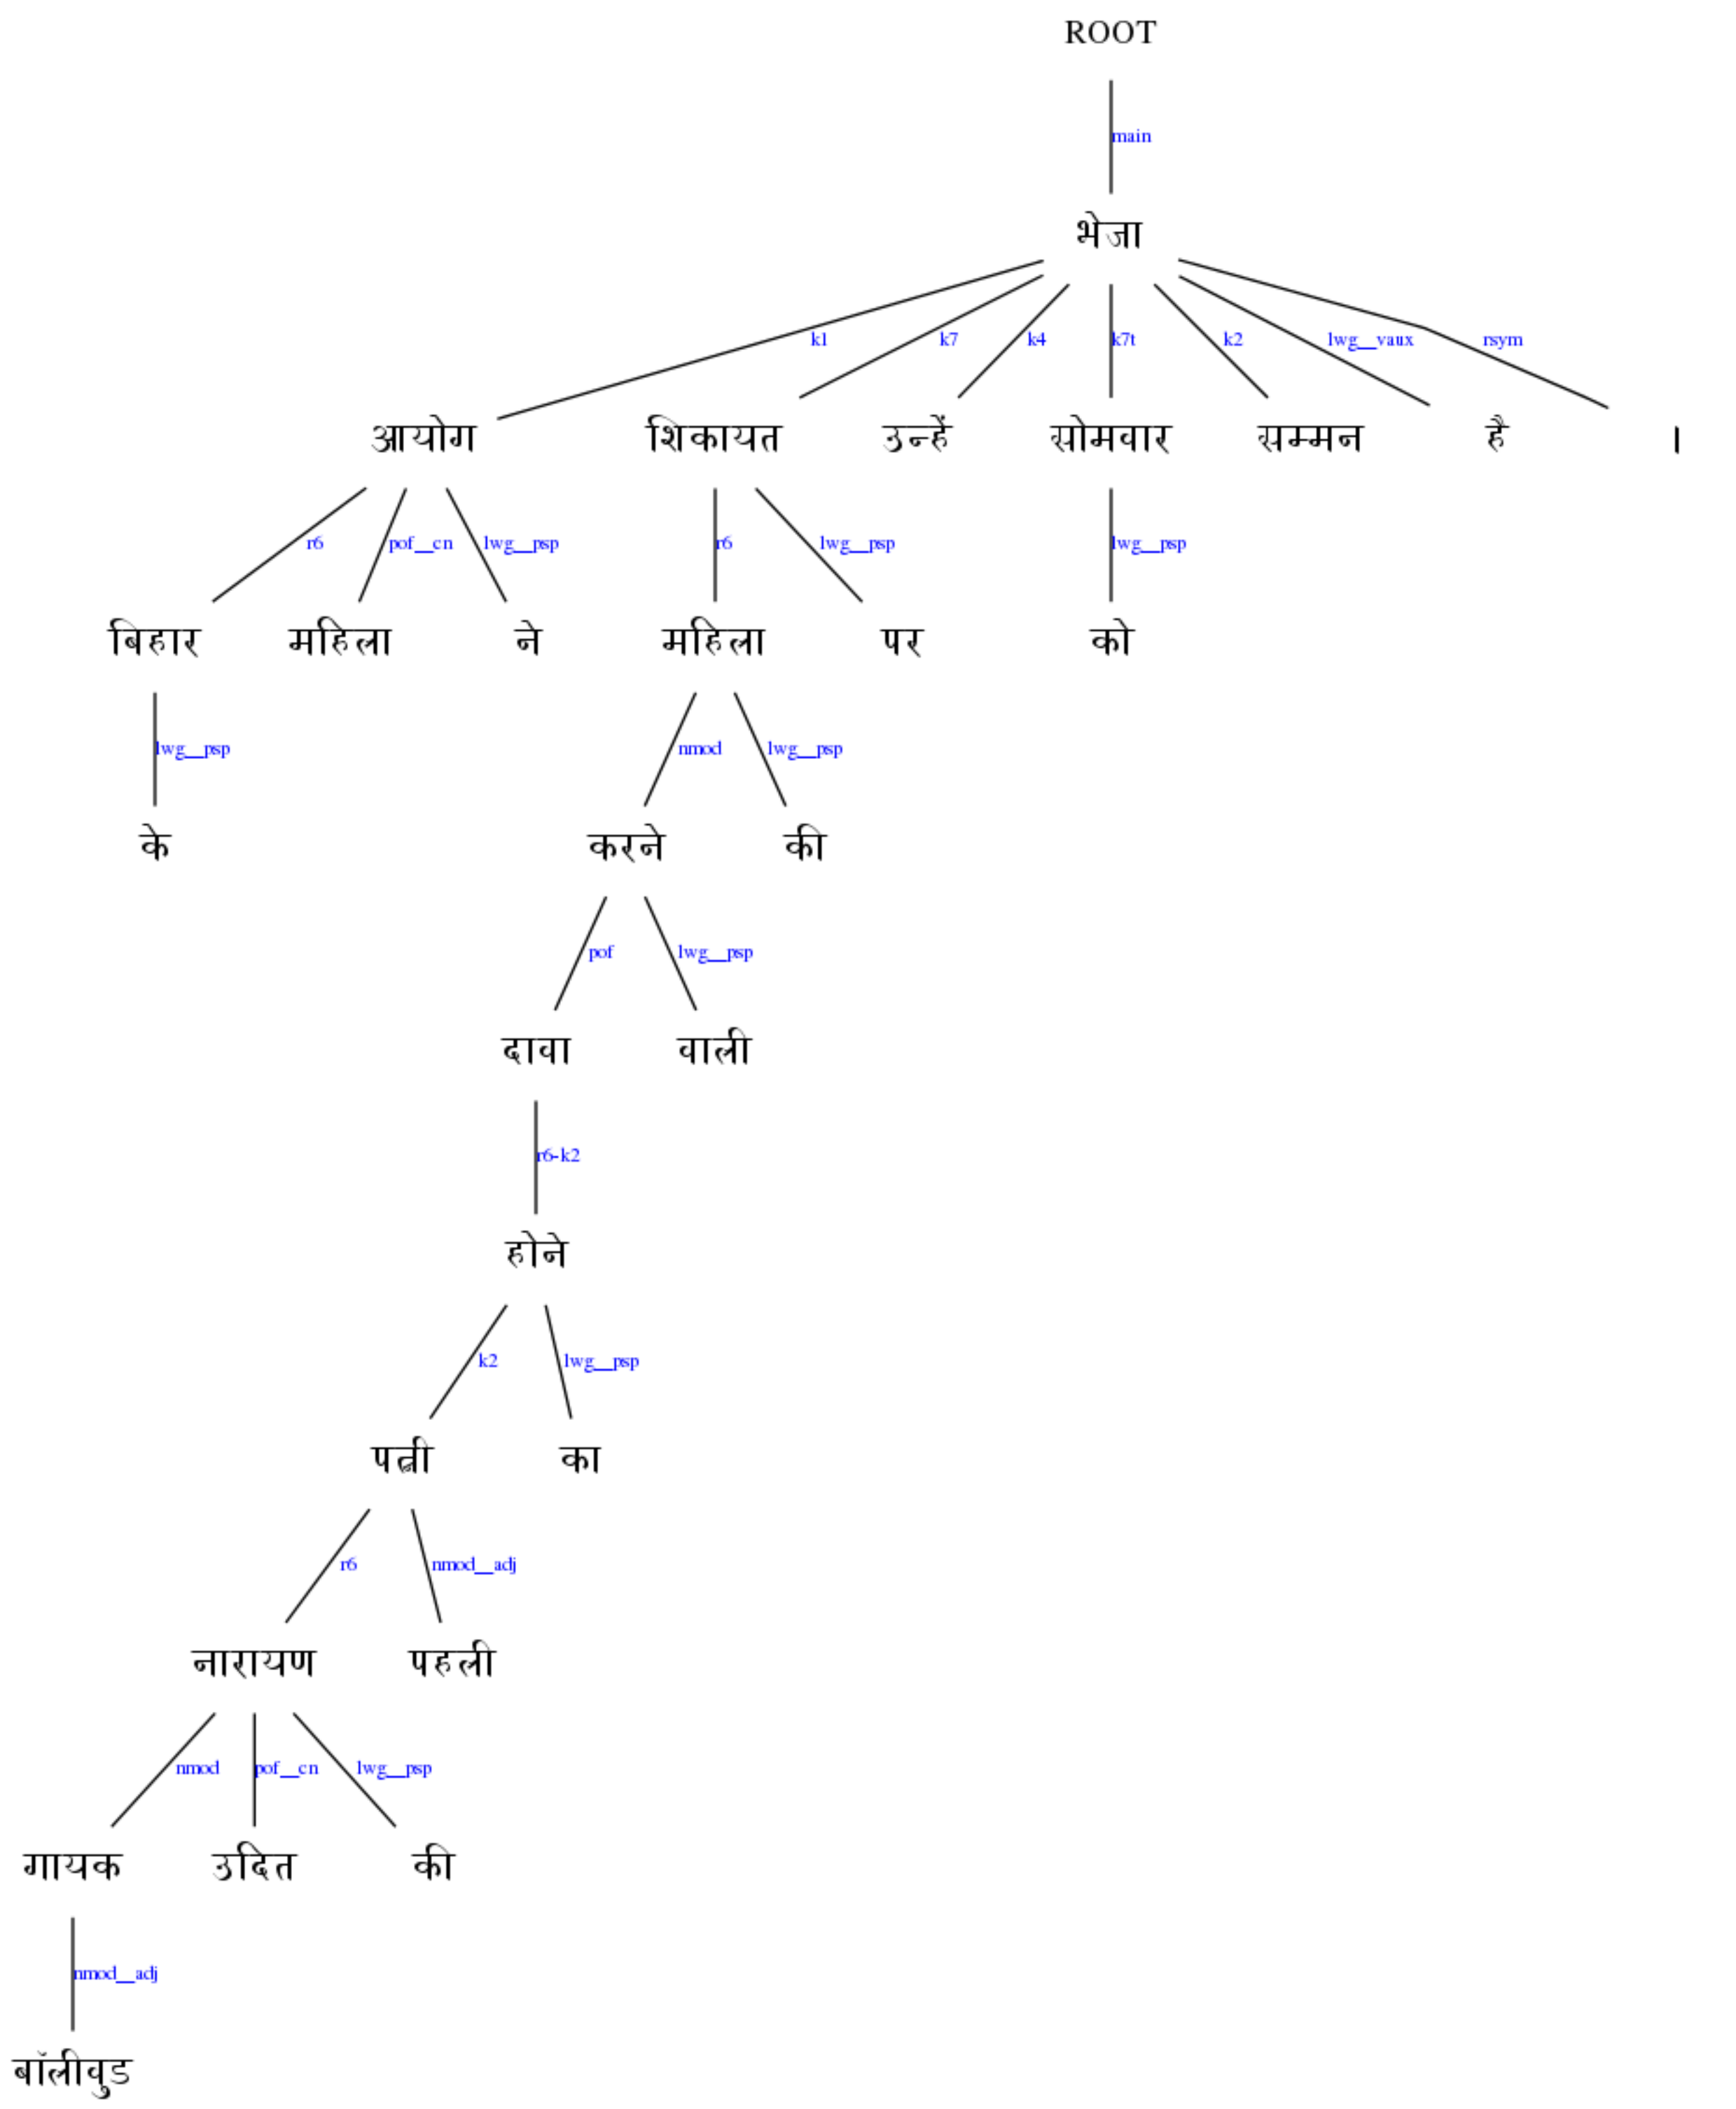 ROOT
main
भेजा
k1 k7 k4 k7t k2 lwg__vaux rsym
आयोग शिकायत उन्हें सोमवार सम्मन है ।
r6 pof__cn lwg__psp r6 lwg__psp lwg__psp
बिहार महिला ने महिला पर को
lwg__psp nmod lwg__psp
के करने की
pof lwg__psp
दावा वाली
r6-k2
होने
k2 lwg__psp
पत्नी का
r6 nmod__adj
नारायण पहली
nmod pof__cn lwg__psp
गायक उदित की
nmod__adj
बॉलीवुड